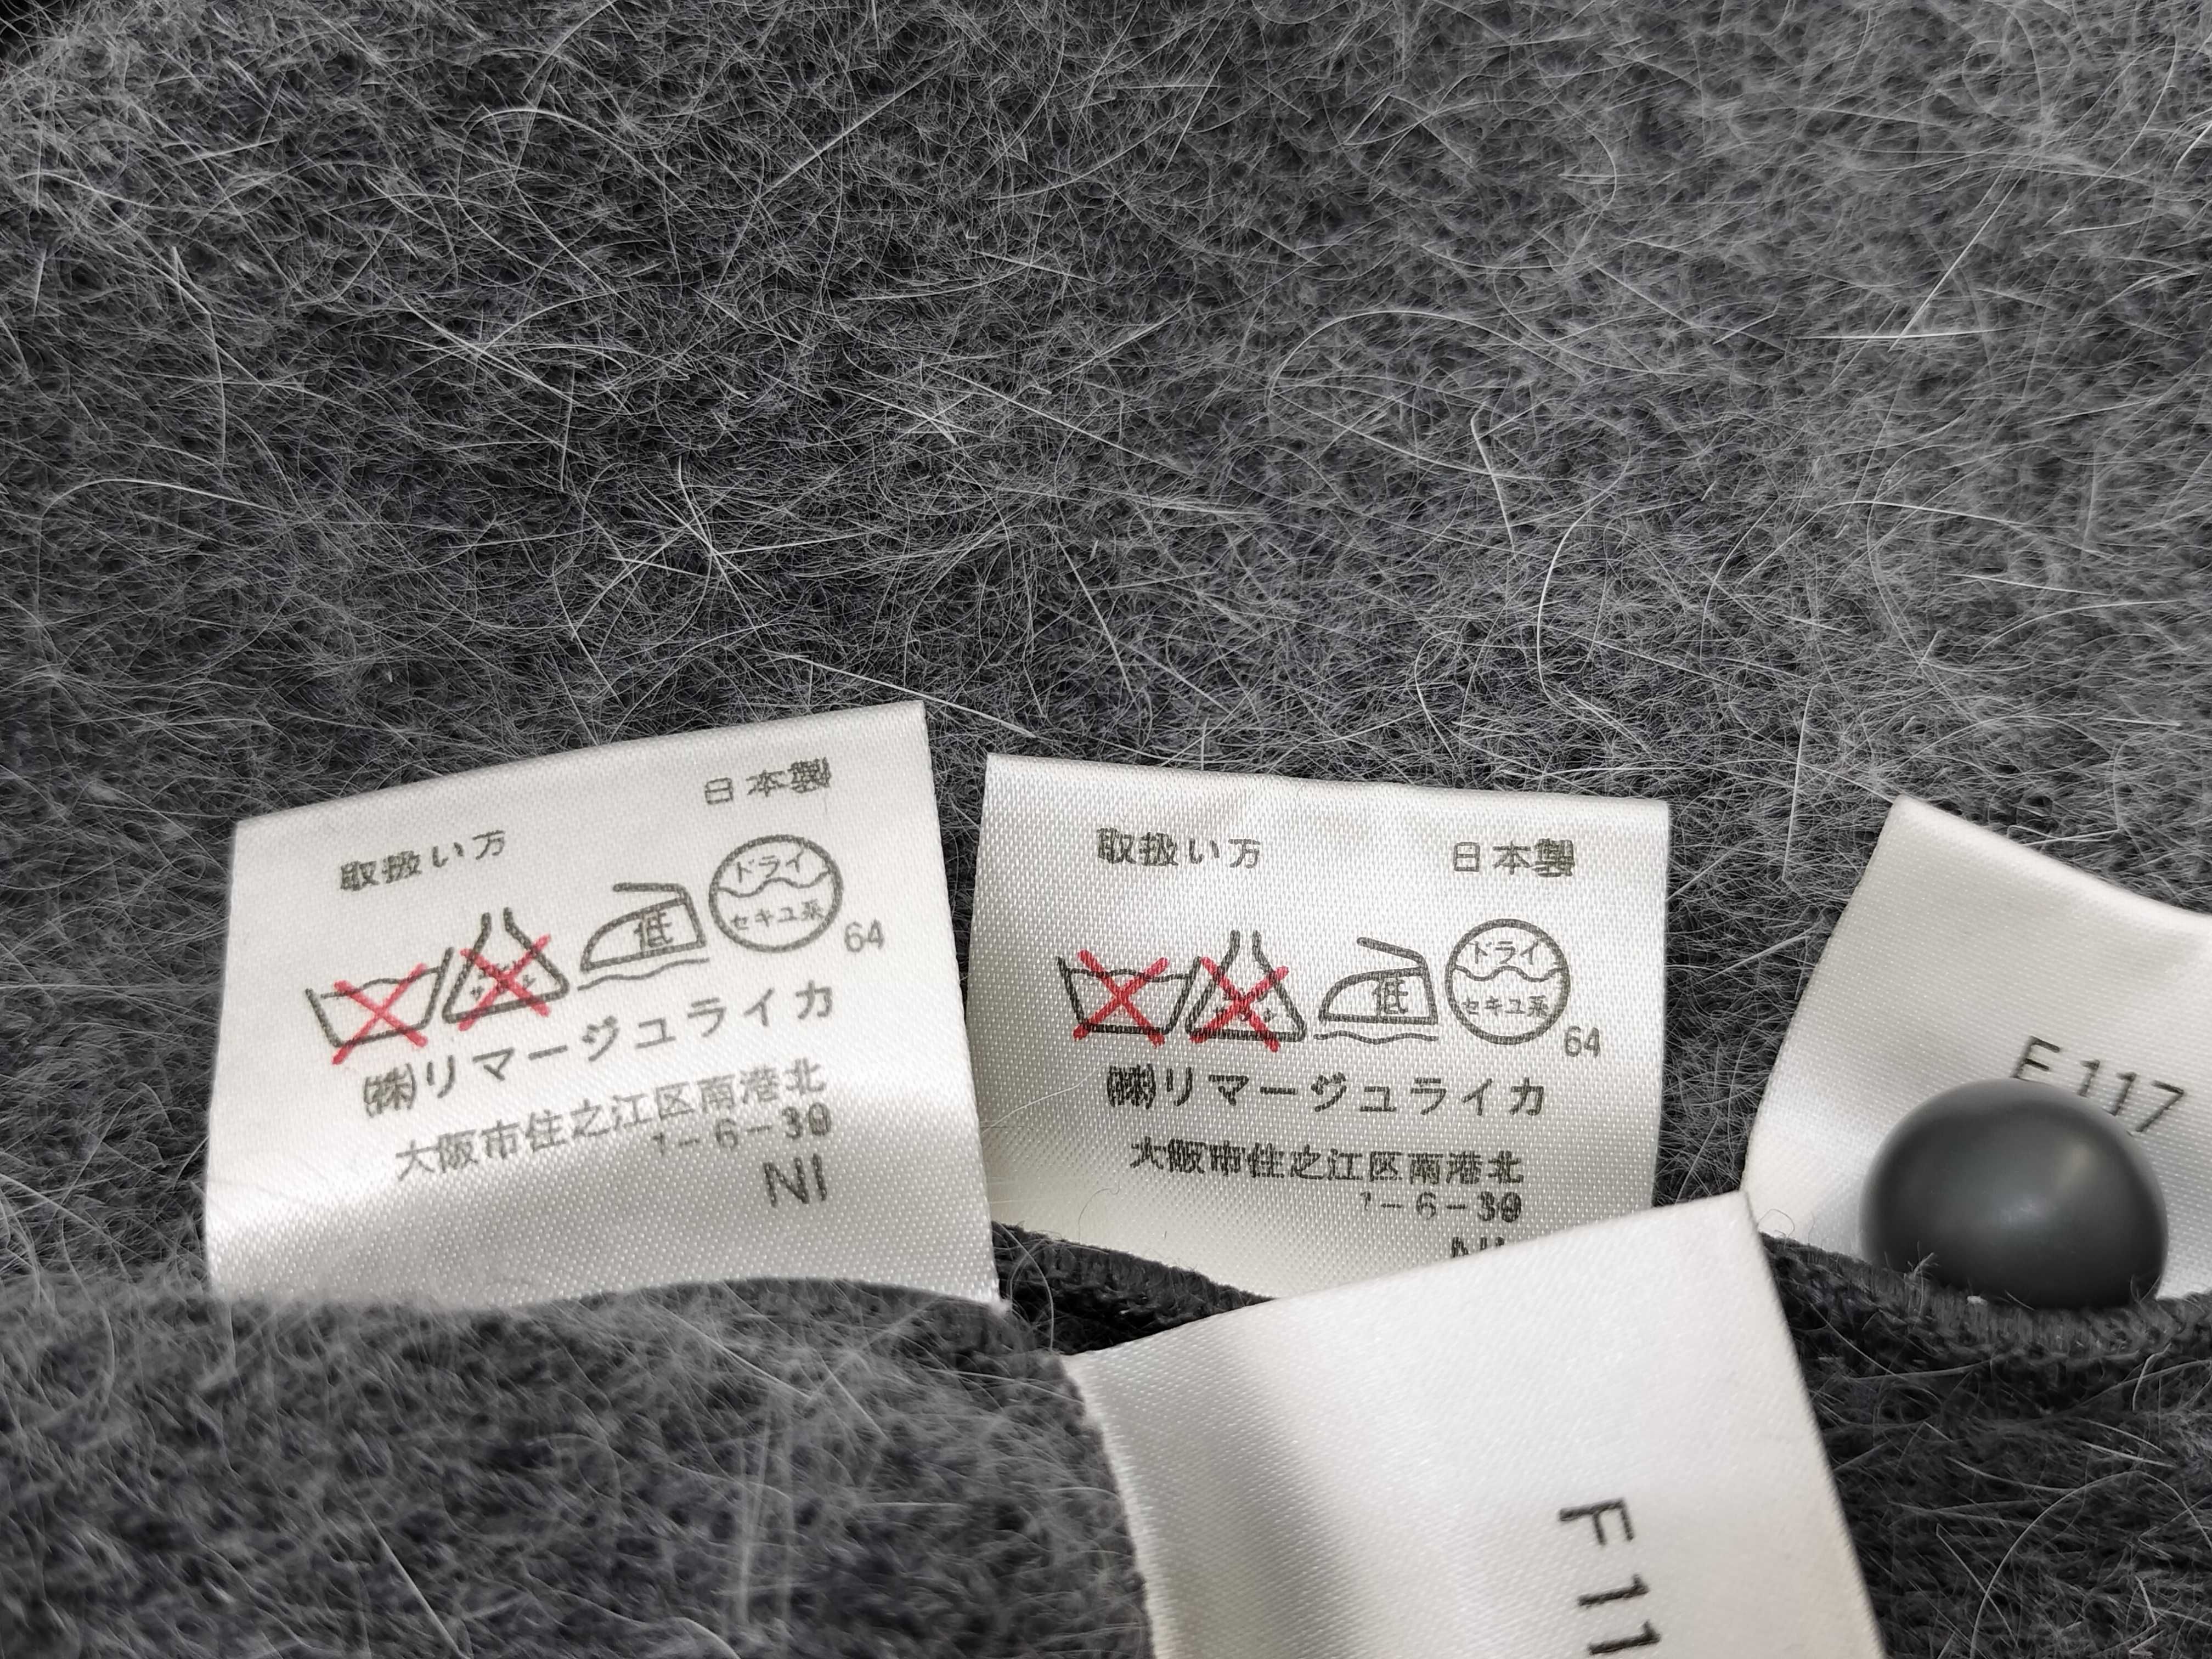 日本製
取扱い方
ドライ
セキユ系
低
64
㈱リマージュライカ
大阪市住之江区南港北
1-6-30
NI
取扱い方 日本製
ドライ
セキユ系
低
64
㈱リマージュライカ
大阪市住之江区南港北
1-6-30
NI
F117
F11